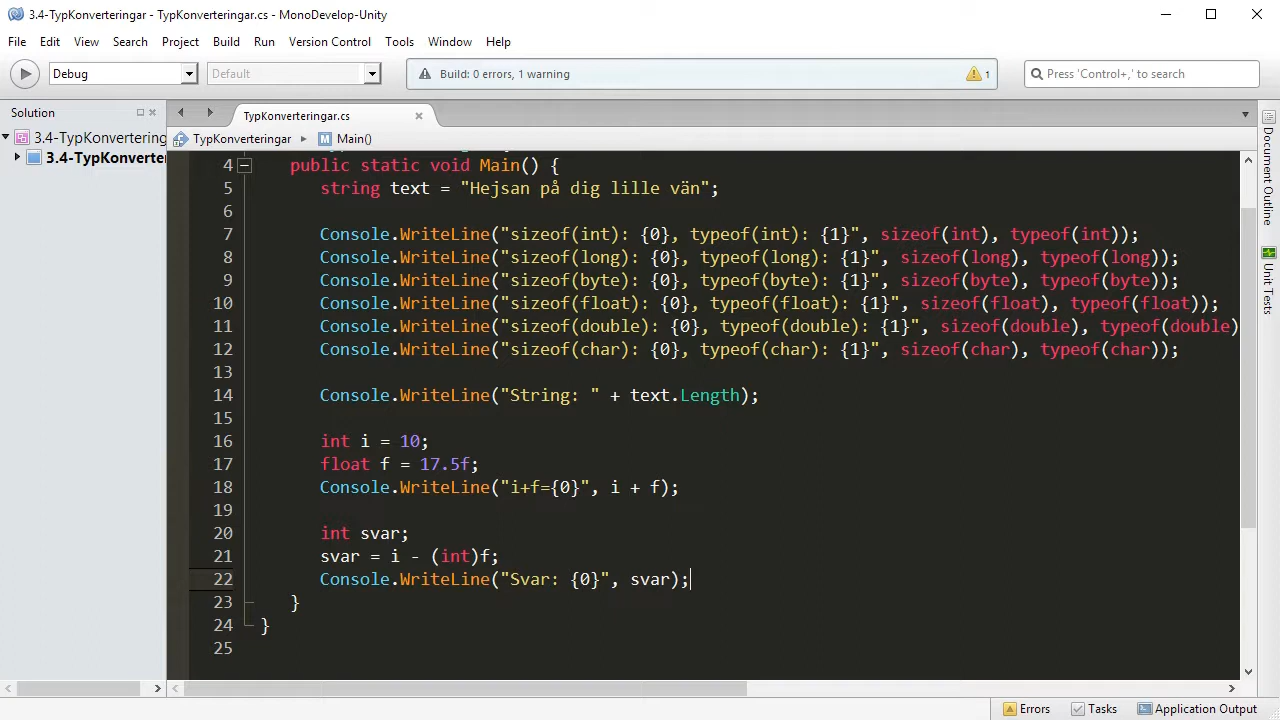 3.4-TypKonverteringar - TypKonverteringar.cs - MonoDevelop-Unity
File Edit View Search Project Build Run Version Control Tools Window Help
Debug Default Build: 0 errors, 1 warning 1 Press 'Control+,' to search
Solution TypKonverteringar.cs
3.4-TypKonvertering TypKonverteringar Main()
3.4-TypKonverter
4 public static void Main() {
5 string text = "Hejsan på dig lille vän";
6
7 Console.WriteLine("sizeof(int): {0}, typeof(int): {1}", sizeof(int), typeof(int));
8 Console.WriteLine("sizeof(long): {0}, typeof(long): {1}", sizeof(long), typeof(long));
9 Console.WriteLine("sizeof(byte): {0}, typeof(byte): {1}", sizeof(byte), typeof(byte));
10 Console.WriteLine("sizeof(float): {0}, typeof(float): {1}", sizeof(float), typeof(float));
11 Console.WriteLine("sizeof(double): {0}, typeof(double): {1}", sizeof(double), typeof(double)
12 Console.WriteLine("sizeof(char): {0}, typeof(char): {1}", sizeof(char), typeof(char));
13
14 Console.WriteLine("String: " + text.Length);
15
16 int i = 10;
17 float f = 17.5f;
18 Console.WriteLine("i+f={0}", i + f);
19
20 int svar;
21 svar = i - (int)f;
22 Console.WriteLine("Svar: {0}", svar);
23 }
24 }
25
Document Outline
Unit Tests
Errors Tasks Application Output